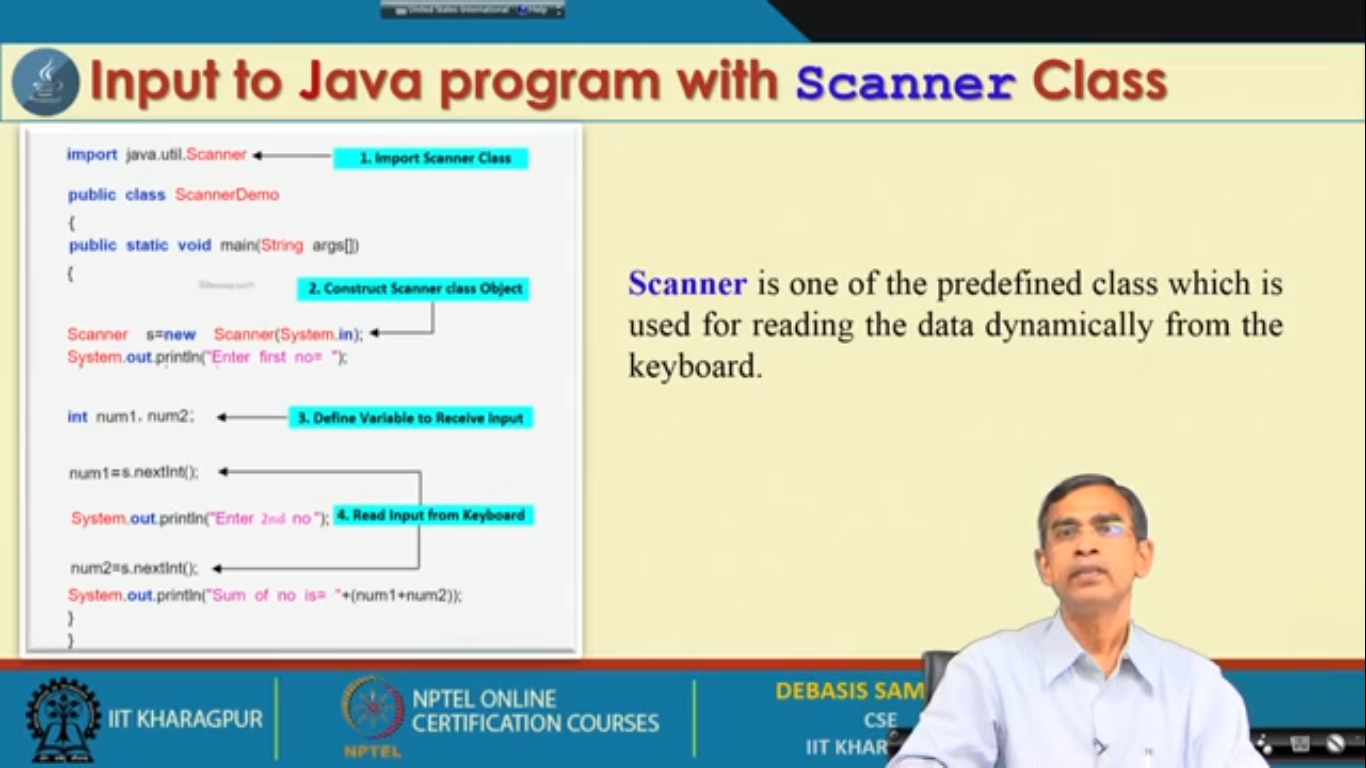 United States International Help
Input to Java program with Scanner Class
import java.util.Scanner
1. Import Scanner Class
public class ScannerDemo
{
public static void main(String args[])
{
2. Construct Scanner class Object
Scanner s=new Scanner(System.in);
System.out.println("Enter first no= ");
int num1, num2;
3. Define Variable to Receive Input
num1=s.nextInt();
System.out.println("Enter 2nd no");
4. Read Input from Keyboard
num2=s.nextInt();
System.out.println("Sum of no is= "+(num1+num2));
}
}
Scanner is one of the predefined class which is
used for reading the data dynamically from the
keyboard.
IIT KHARAGPUR
NPTEL
NPTEL ONLINE
CERTIFICATION COURSES
DEBASIS SAM
CSE
IIT KHAR